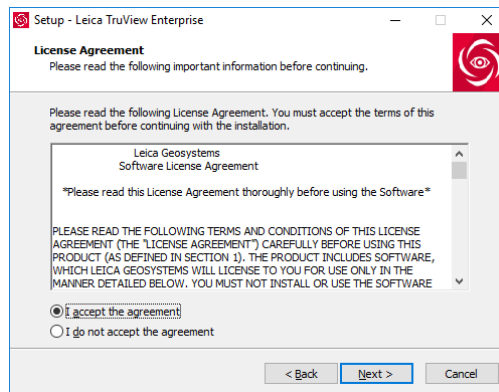 Setup - Leica TruView Enterprise
License Agreement
Please read the following important information before continuing.
Please read the following License Agreement. You must accept the terms of this
agreement before continuing with the installation.
Leica Geosystems
Software License Agreement
*Please read this License Agreement thoroughly before using the Software*
PLEASE READ THE FOLLOWING TERMS AND CONDITIONS OF THIS LICENSE
AGREEMENT (THE "LICENSE AGREEMENT") CAREFULLY BEFORE USING THIS
PRODUCT (AS DEFINED IN SECTION 1). THE PRODUCT INCLUDES SOFTWARE,
WHICH LEICA GEOSYSTEMS WILL LICENSE TO YOU FOR USE ONLY IN THE
MANNER DETAILED BELOW. YOU MUST NOT INSTALL OR USE THE SOFTWARE
I accept the agreement
I do not accept the agreement
< Back Next > Cancel